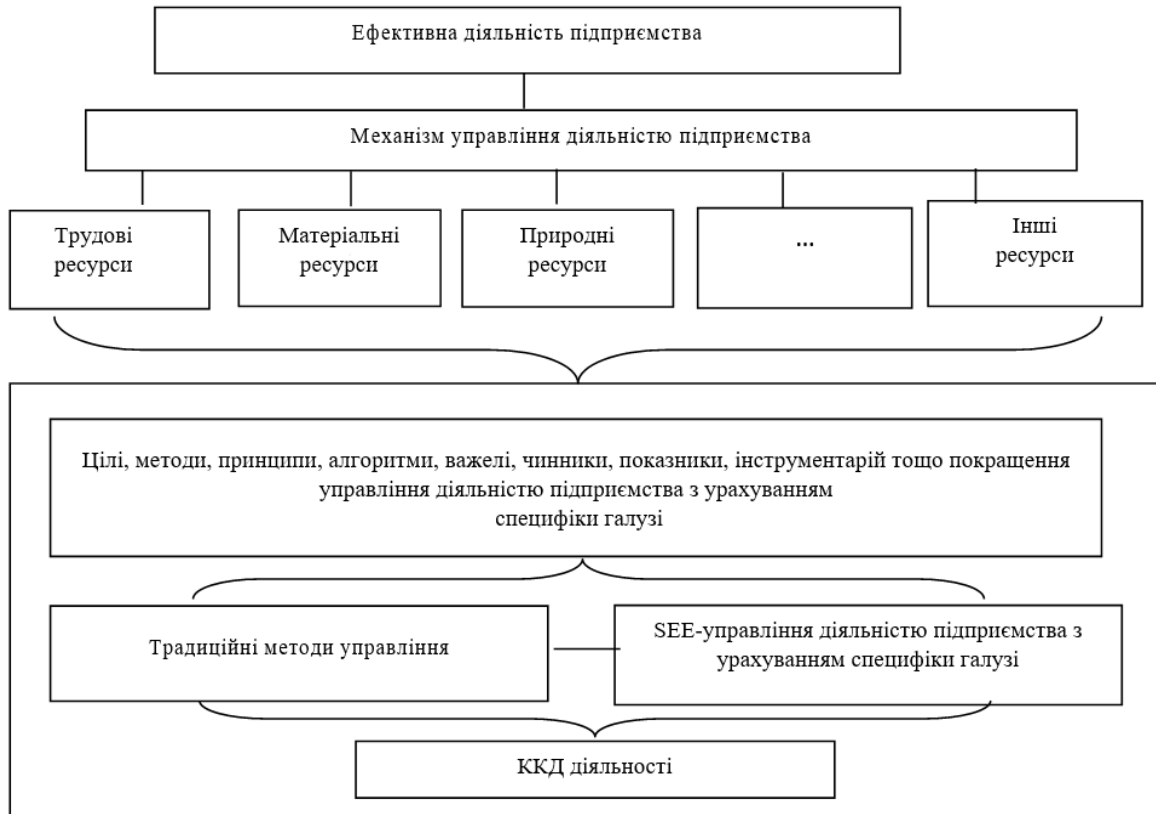 Ефективна діяльність підприємства
Механізм управління діяльністю підприємства
Трудові
ресурси
Матеріальні
ресурси
Природні
ресурси
...
Інші
ресурси
Цілі, методи, принципи, алгоритми, важелі, чинники, показники, інструментарій тощо покращення
управління діяльністю підприємства з урахуванням
специфіки галузі
Традиційні методи управління
SEE-управління діяльністю підприємства з
урахуванням специфіки галузі
ККД діяльності